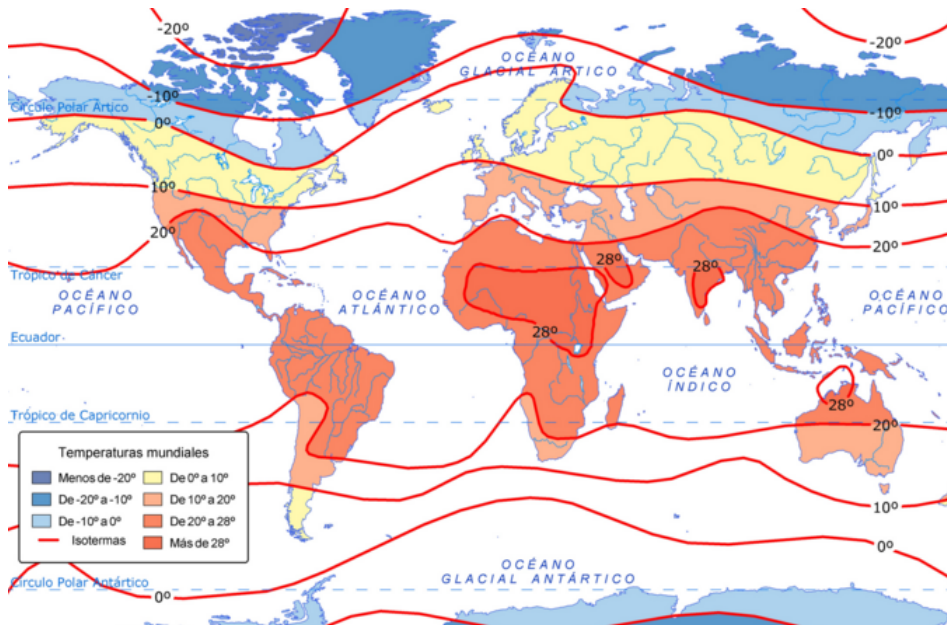 -20º
-20º
OCÉANO
GLACIAL ÁRTICO
-10º
-10º
Círculo Polar Ártico
0º
0º
10º
10º
20º
20º
28º
28º
Trópico de Cáncer
OCÉANO
PACÍFICO
OCÉANO
ATLÁNTICO
OCÉANO
PACÍFICO
28º
Ecuador
OCÉANO
ÍNDICO
28º
Trópico de Capricornio
20º
Temperaturas mundiales
Menos de -20º
De -20º a -10º
De -10º a 0º
Isotermas
De 0º a 10º
De 10º a 20º
De 20º a 28º
Más de 28º
10º
0º
OCÉANO
GLACIAL ANTÁRTICO
Círculo Polar Antártico
0º